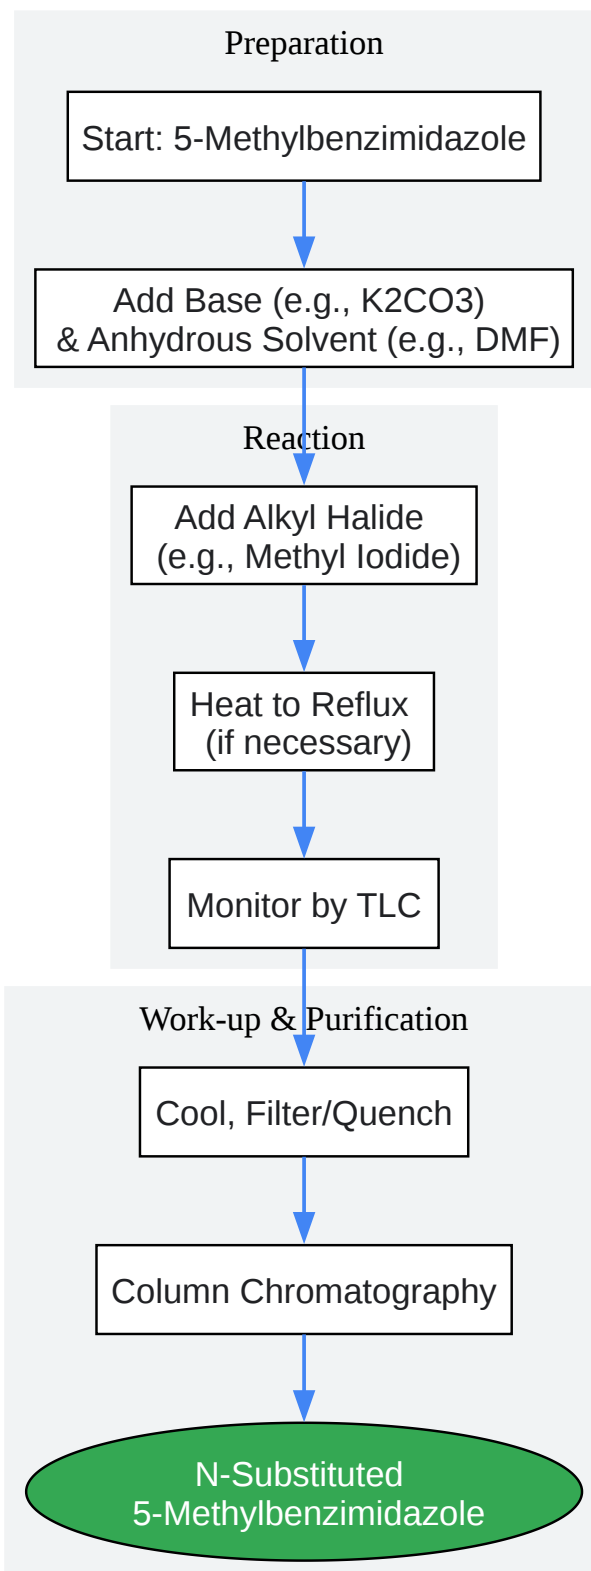 Preparation
Start: 5-Methylbenzimidazole
Add Base (e.g., K2CO3)
& Anhydrous Solvent (e.g., DMF)
Reaction
Add Alkyl Halide
(e.g., Methyl Iodide)
Heat to Reflux
(if necessary)
Monitor by TLC
Work-up & Purification
Cool, Filter/Quench
Column Chromatography
N-Substituted
5-Methylbenzimidazole